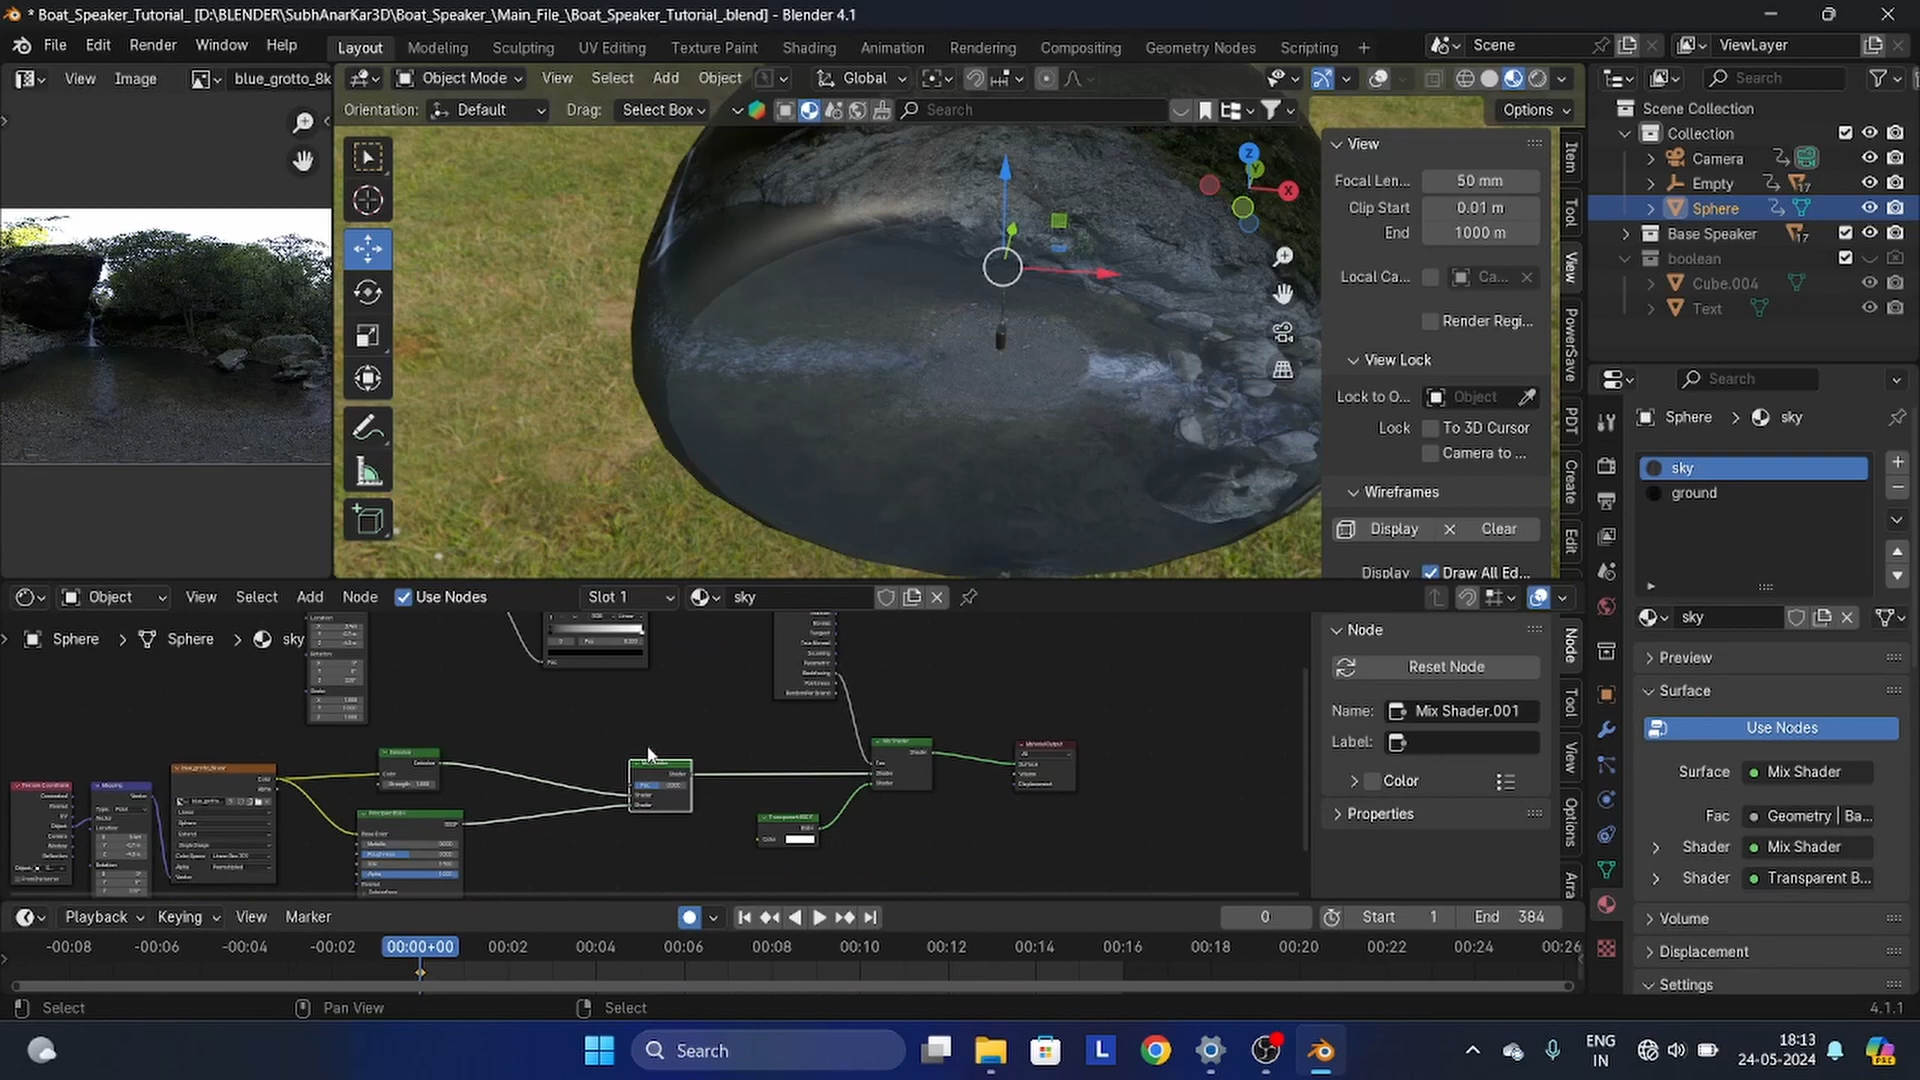 * Boat_Speaker_Tutorial_ [D:\BLENDER\SubhAnarKar3D\Boat_Speaker_\Main_File_\Boat_Speaker_Tutorial_.blend] - Blender 4.1
File Edit Render Window Help
Layout Modeling Sculpting UV Editing Texture Paint Shading Animation Rendering Compositing Geometry Nodes Scripting +
Scene
ViewLayer
View Image blue_grotto_8k
Object Mode View Select Add Object Global
Orientation: Default Drag: Select Box
Search
Options
View
Focal Len... 50 mm
Clip Start 0.01 m
End 1000 m
Local Ca... Ca...
Render Regi...
View Lock
Lock to O... Object
Lock To 3D Cursor
Camera to ...
Wireframes
Display Clear
Display Draw All Ed...
Item
Tool
View
PowerSave
PDT
Create
Edit
Search
Scene Collection
Collection
Camera
Empty 17
Sphere
Base Speaker 17
boolean
Cube.004
Text
Search
Sphere > sky
sky
ground
sky
Preview
Surface
Use Nodes
Surface Mix Shader
Fac Geometry | Ba...
Shader Mix Shader
Shader Transparent B...
Volume
Displacement
Settings
Object View Select Add Node Use Nodes Slot 1 sky
Sphere > Sphere > sky
Node
Reset Node
Name: Mix Shader.001
Label:
Color
Properties
Node
Tool
View
Options
Arra
Playback Keying View Marker
0 Start 1 End 384
-00:08 -00:06 -00:04 -00:02 00:00+00 00:02 00:04 00:06 00:08 00:10 00:12 00:14 00:16 00:18 00:20 00:22 00:24 00:26
Select Pan View Select
4.1.1
Search
ENG
IN
18:13
24-05-2024